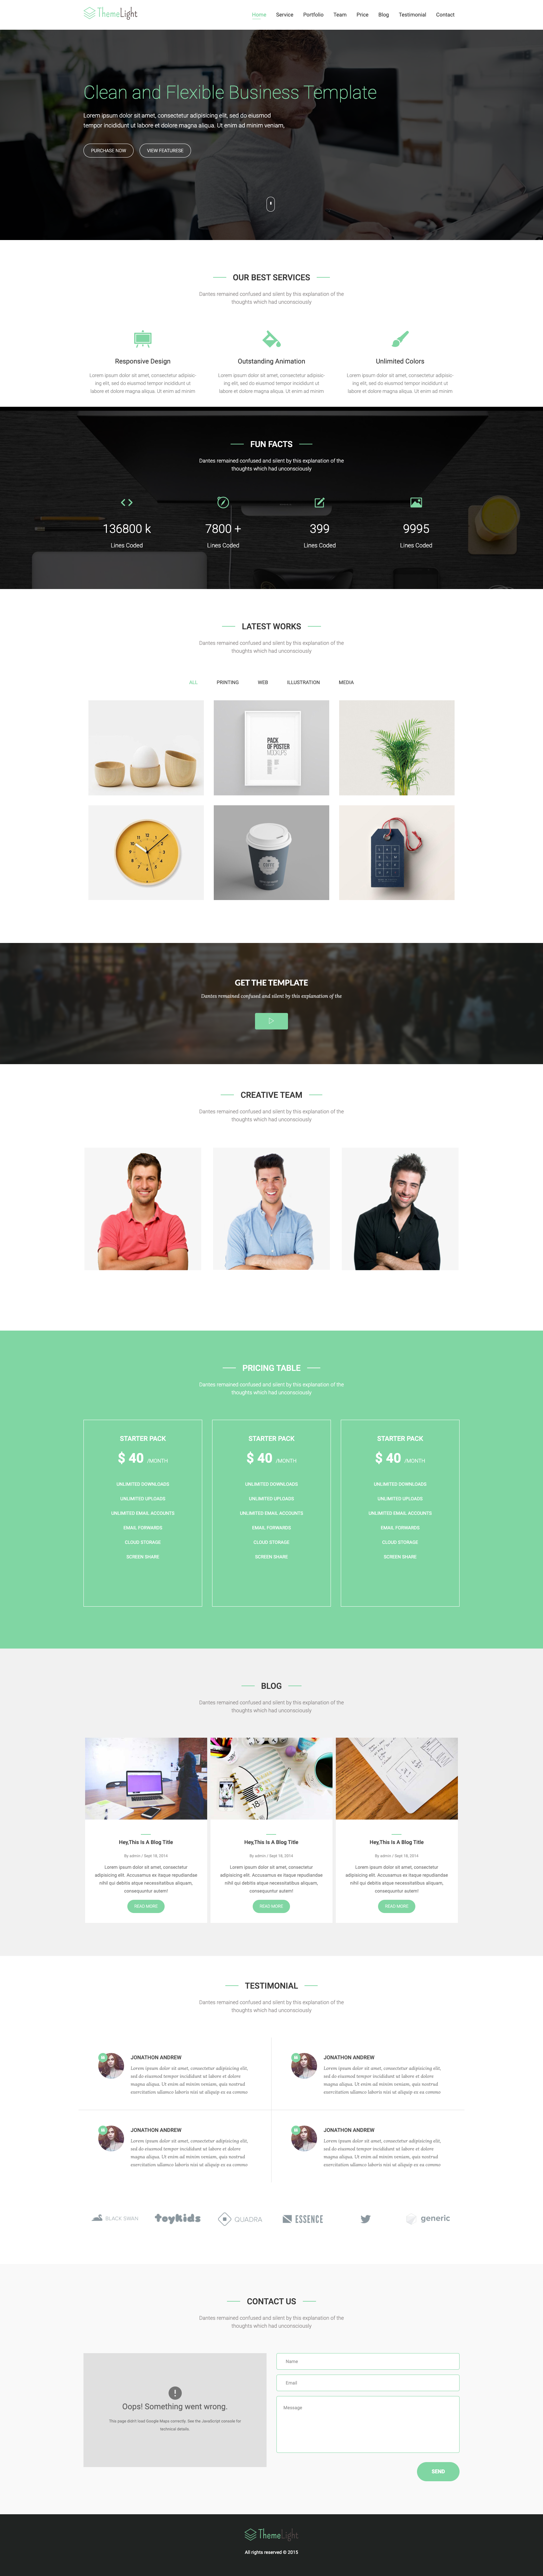 ThemeLight
Home Service Portfolio Team Price Blog Testimonial Contact
Clean and Flexible Business Template
Lorem ipsum dolor sit amet, consectetur adipisicing elit, sed do eiusmod
tempor incididunt ut labore et dolore magna aliqua. Ut enim ad minim veniam,
PURCHASE NOW VIEW FEATURESE
OUR BEST SERVICES
Dantes remained confused and silent by this explanation of the
thoughts which had unconsciously
Responsive Design
Lorem ipsum dolor sit amet, consectetur adipisic-
ing elit, sed do eiusmod tempor incididunt ut
labore et dolore magna aliqua. Ut enim ad minim
Outstanding Animation
Lorem ipsum dolor sit amet, consectetur adipisic-
ing elit, sed do eiusmod tempor incididunt ut
labore et dolore magna aliqua. Ut enim ad minim
Unlimited Colors
Lorem ipsum dolor sit amet, consectetur adipisic-
ing elit, sed do eiusmod tempor incididunt ut
labore et dolore magna aliqua. Ut enim ad minim
FUN FACTS
Dantes remained confused and silent by this explanation of the
thoughts which had unconsciously
136800 k 7800 + 399 9995
Lines Coded Lines Coded Lines Coded Lines Coded
LATEST WORKS
Dantes remained confused and silent by this explanation of the
thoughts which had unconsciously
ALL PRINTING WEB ILLUSTRATION MEDIA
PACK
OF POSTER
MOCKUPS
GET THE TEMPLATE
Dantes remained confused and silent by this explanation of the
CREATIVE TEAM
Dantes remained confused and silent by this explanation of the
thoughts which had unconsciously
PRICING TABLE
Dantes remained confused and silent by this explanation of the
thoughts which had unconsciously
STARTER PACK
$ 40 /MONTH
UNLIMITED DOWNLOADS
UNLIMITED UPLOADS
UNLIMITED EMAIL ACCOUNTS
EMAIL FORWARDS
CLOUD STORAGE
SCREEN SHARE
STARTER PACK
$ 40 /MONTH
UNLIMITED DOWNLOADS
UNLIMITED UPLOADS
UNLIMITED EMAIL ACCOUNTS
EMAIL FORWARDS
CLOUD STORAGE
SCREEN SHARE
STARTER PACK
$ 40 /MONTH
UNLIMITED DOWNLOADS
UNLIMITED UPLOADS
UNLIMITED EMAIL ACCOUNTS
EMAIL FORWARDS
CLOUD STORAGE
SCREEN SHARE
BLOG
Dantes remained confused and silent by this explanation of the
thoughts which had unconsciously
Hey,This Is A Blog Title
By admin / Sept 18, 2014
Lorem ipsum dolor sit amet, consectetur
adipisicing elit. Accusamus ex itaque repudiandae
nihil qui debitis atque necessitatibus aliquam,
consequuntur autem!
READ MORE
Hey,This Is A Blog Title
By admin / Sept 18, 2014
Lorem ipsum dolor sit amet, consectetur
adipisicing elit. Accusamus ex itaque repudiandae
nihil qui debitis atque necessitatibus aliquam,
consequuntur autem!
READ MORE
Hey,This Is A Blog Title
By admin / Sept 18, 2014
Lorem ipsum dolor sit amet, consectetur
adipisicing elit. Accusamus ex itaque repudiandae
nihil qui debitis atque necessitatibus aliquam,
consequuntur autem!
READ MORE
TESTIMONIAL
Dantes remained confused and silent by this explanation of the
thoughts which had unconsciously
JONATHON ANDREW
Lorem ipsum dolor sit amet, consectetur adipisicing elit,
sed do eiusmod tempor incididunt ut labore et dolore
magna aliqua. Ut enim ad minim veniam, quis nostrud
exercitation ullamco laboris nisi ut aliquip ex ea commo
JONATHON ANDREW
Lorem ipsum dolor sit amet, consectetur adipisicing elit,
sed do eiusmod tempor incididunt ut labore et dolore
magna aliqua. Ut enim ad minim veniam, quis nostrud
exercitation ullamco laboris nisi ut aliquip ex ea commo
JONATHON ANDREW
Lorem ipsum dolor sit amet, consectetur adipisicing elit,
sed do eiusmod tempor incididunt ut labore et dolore
magna aliqua. Ut enim ad minim veniam, quis nostrud
exercitation ullamco laboris nisi ut aliquip ex ea commo
JONATHON ANDREW
Lorem ipsum dolor sit amet, consectetur adipisicing elit,
sed do eiusmod tempor incididunt ut labore et dolore
magna aliqua. Ut enim ad minim veniam, quis nostrud
exercitation ullamco laboris nisi ut aliquip ex ea commo
BLACK SWAN toyKids QUADRA ESSENCE generic
CONTACT US
Dantes remained confused and silent by this explanation of the
thoughts which had unconsciously
Oops! Something went wrong.
This page didn't load Google Maps correctly. See the JavaScript console for
technical details.
Name
Email
Message
SEND
ThemeLight
All rights reserved © 2015